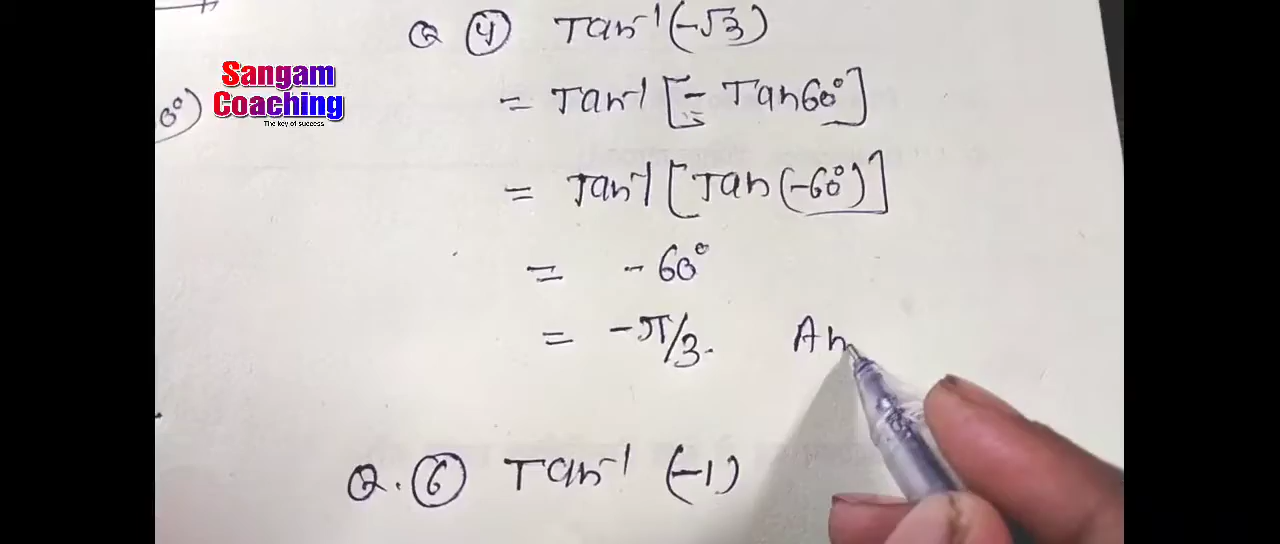 Q ④ Tan⁻¹(-√3)
Sangam
Coaching
The key of success
= Tan⁻¹ [- Tan60°]
= Tan⁻¹ [Tan (-60°)]
= - 60°
= -π/3. An
Q. ⑥ Tan⁻¹ (-1)